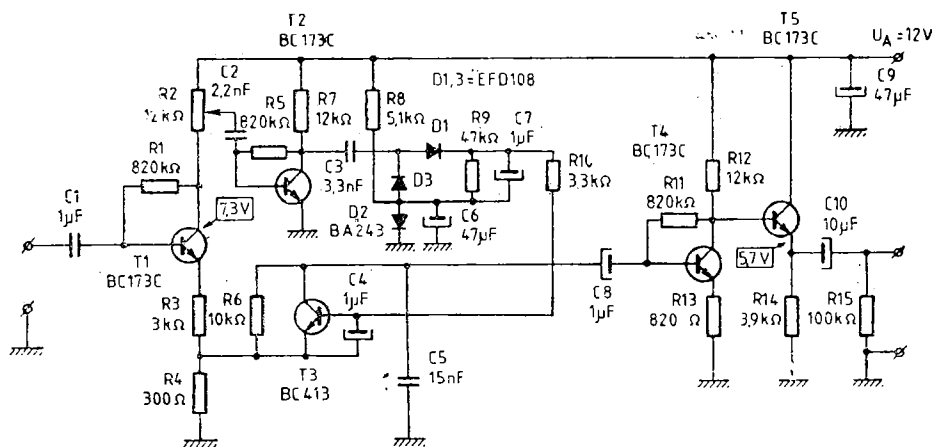 T2
BC173C
T5
BC173C
U_A = 12V
C2
2,2nF
R2
12kΩ
R5
820kΩ
R7
12kΩ
R8
5,1kΩ
D1,3 = EFD108
C9
47µF
D1
R9
47kΩ
C7
1µF
T4
BC173C
R12
12kΩ
R1
820kΩ
C3
3,3nF
R10
3,3kΩ
R11
820kΩ
C10
10µF
D3
D2
BA243
C6
47µF
C1
1µF
7,3V
5,7V
T1
BC173C
R3
3kΩ
R6
10kΩ
C4
1µF
C8
1µF
R13
820 Ω
R14
3,9kΩ
R15
100kΩ
T3
BC413
C5
15nF
R4
300Ω